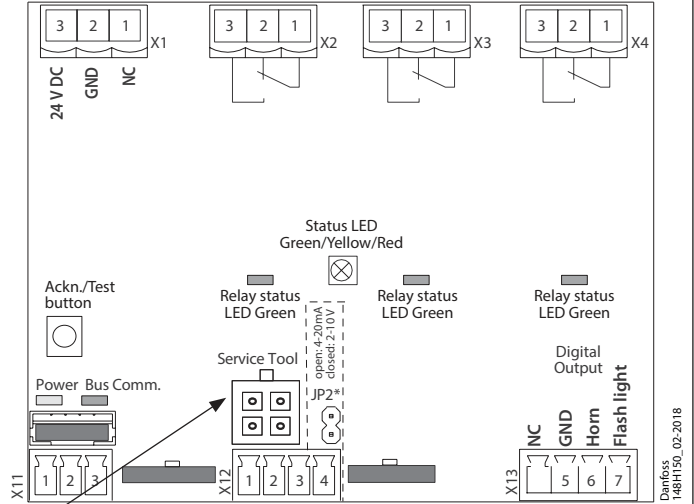 3 2 1 X1
3 2 1 X2
3 2 1 X3
3 2 1 X4
24 V DC
GND
NC
Status LED
Green/Yellow/Red
Ackn./Test
button
Relay status
LED Green
Relay status
LED Green
Relay status
LED Green
open: 4-20mA
closed: 2-10V
Digital
Output
Service Tool
JP2*
Power Bus Comm.
NC
GND
Horn
Flash light
X11
1 2 3
X12
1 2 3 4
X13
5 6 7
Danfoss
148H150_02-2018